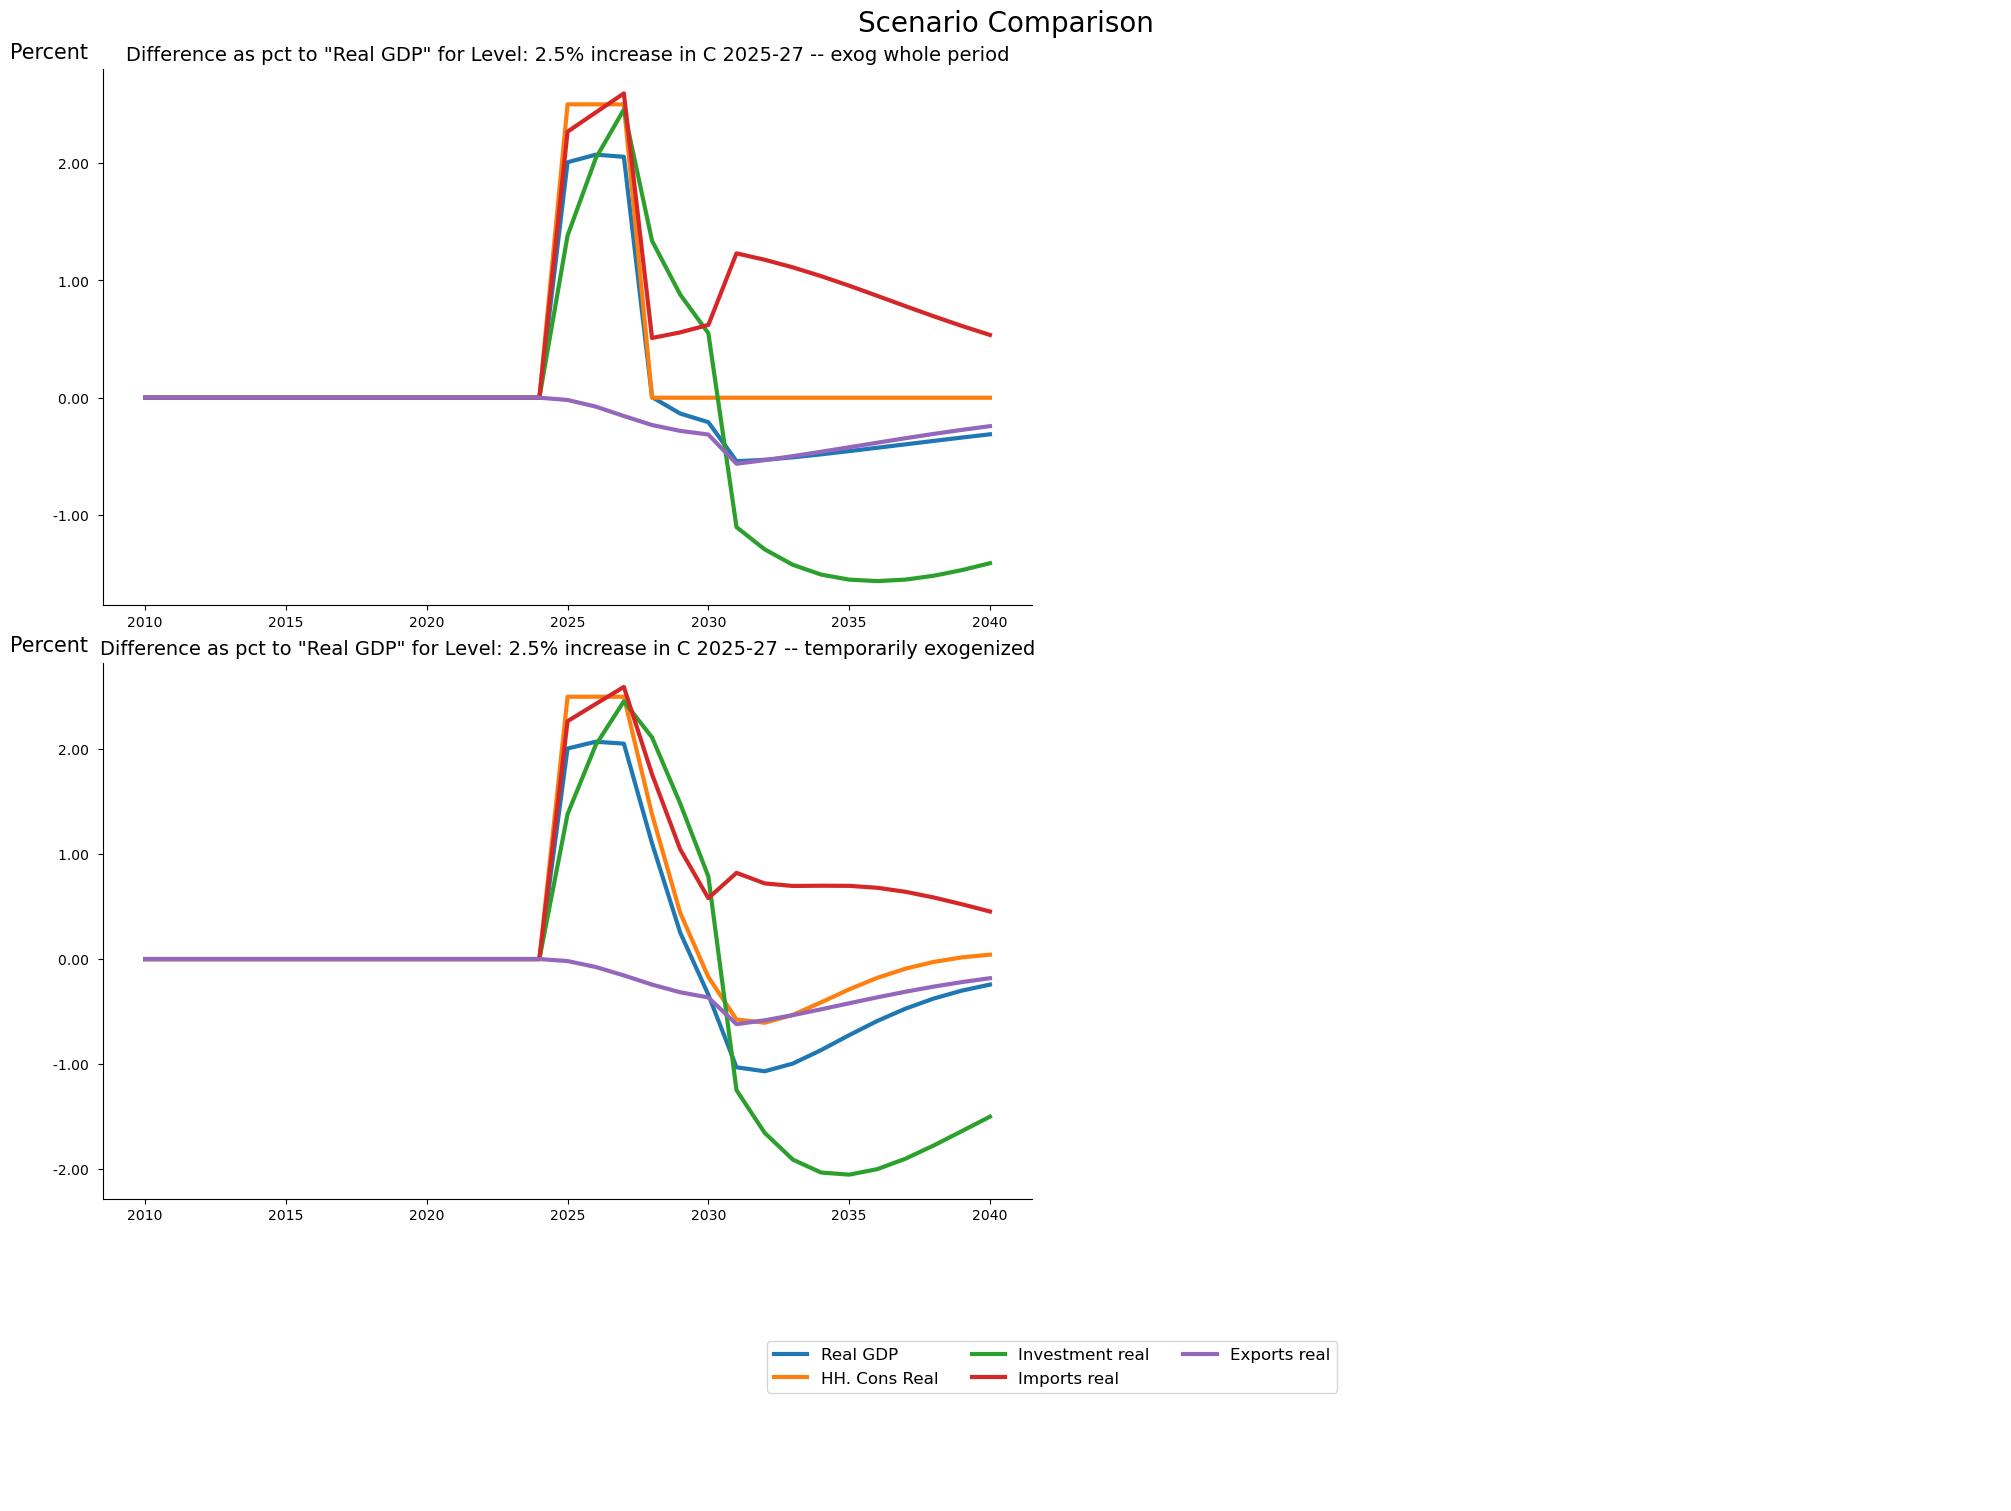 Scenario Comparison
Percent
Difference as pct to "Real GDP" for Level: 2.5% increase in C 2025-27 -- exog whole period
2.00
1.00
0.00
-1.00
2010 2015 2020 2025 2030 2035 2040
Percent
Difference as pct to "Real GDP" for Level: 2.5% increase in C 2025-27 -- temporarily exogenized
2.00
1.00
0.00
-1.00
-2.00
2010 2015 2020 2025 2030 2035 2040
Real GDP Investment real Exports real
HH. Cons Real Imports real